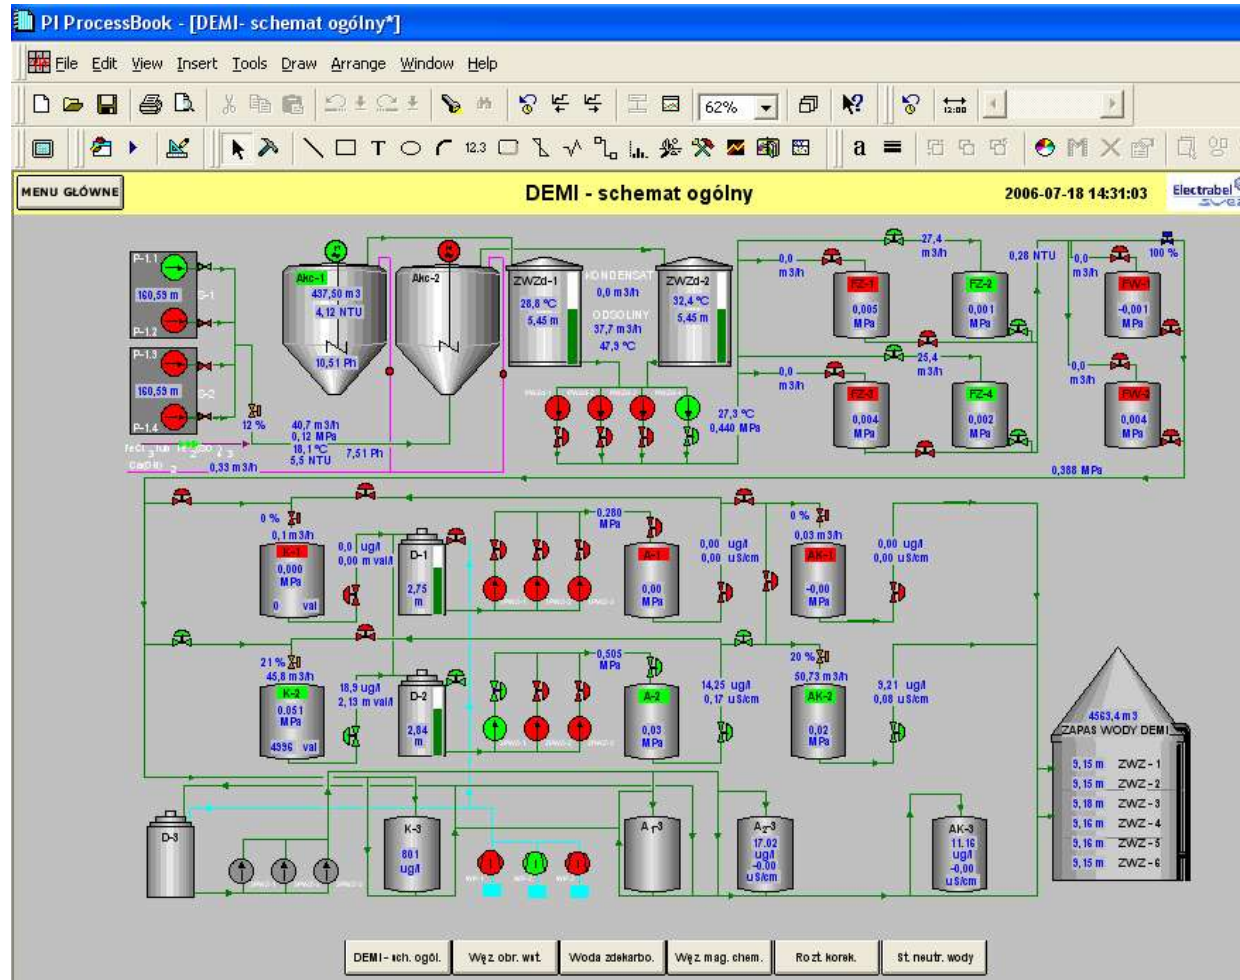 PI ProcessBook - [DEMI- schemat ogólny*]
File Edit View Insert Tools Draw Arrange Window Help
62%
12:00
T 12.3 a
MENU GŁÓWNE
DEMI - schemat ogólny
2006-07-18 14:31:03
Electrabel
P-1.1
160,59 m
P-1.2
P-1.3
160,59 m
P-1.4
12 %
0,33 m3/h
Akc-1
437,50 m3
4,12 NTU
10,51 Ph
Akc-2
40,7 m3/h
0,12 MPa
18,1 ºC
5,5 NTU
7,51 Ph
ZWZd-1
28,8 ºC
5,45 m
KONDENSAT
0,0 m3/h
ODSOLINY
37,7 m3/h
47,9 ºC
ZWZd-2
32,4 ºC
5,45 m
27,3 ºC
0,440 MPa
0,0
m3/h
FZ-1
0,005
MPa
27,4
m3/h
FZ-2
0,001
MPa
0,28 NTU
0,0
m3/h
100 %
FW-1
-0,001
MPa
0,0
m3/h
FZ-3
0,004
MPa
25,4
m3/h
FZ-4
0,002
MPa
0,0
m3/h
FW-2
0,004
MPa
0,388 MPa
0 %
0,1 m3/h
K-1
0,000
MPa
0 val
0,0 ug/l
0,00 m val/l
D-1
2,75
m
0,280
MPa
A-1
0,00
MPa
0,00 ug/l
0,00 uS/cm
0 %
0,03 m3/h
AK-1
-0,00
MPa
0,00 ug/l
0,00 uS/cm
21 %
45,8 m3/h
K-2
0.051
MPa
4996 val
18,9 ug/l
2,13 m val/l
D-2
2,84
m
0,505
MPa
A-2
0,03
MPa
14,25 ug/l
0,17 uS/cm
20 %
50,73 m3/h
AK-2
0,02
MPa
9,21 ug/l
0,08 uS/cm
4563,4 m3
ZAPAS WODY DEMI
9,15 m ZWZ - 1
9,15 m ZWZ - 2
9,18 m ZWZ - 3
9,16 m ZWZ - 4
9,16 m ZWZ - 5
9,15 m ZWZ - 6
D-3
K-3
801
ug/l
A1-3
A2-3
17.02
ug/l
-0.00
uS/cm
AK-3
11.16
ug/l
-0,00
uS/cm
DEMI - sch. ogól. Węz. obr. wst. Woda zdekarbo. Węz. mag. chem. Rozt. korek. St. neutr. wody